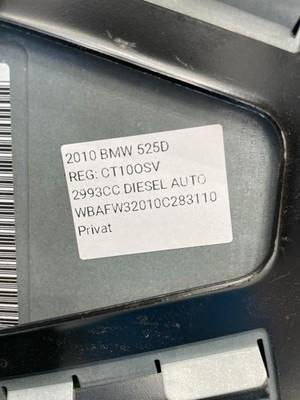 2010 BMW 525D
REG: CT10OSV
2993CC DIESEL AUTO
WBAFW32010C283110
Privat